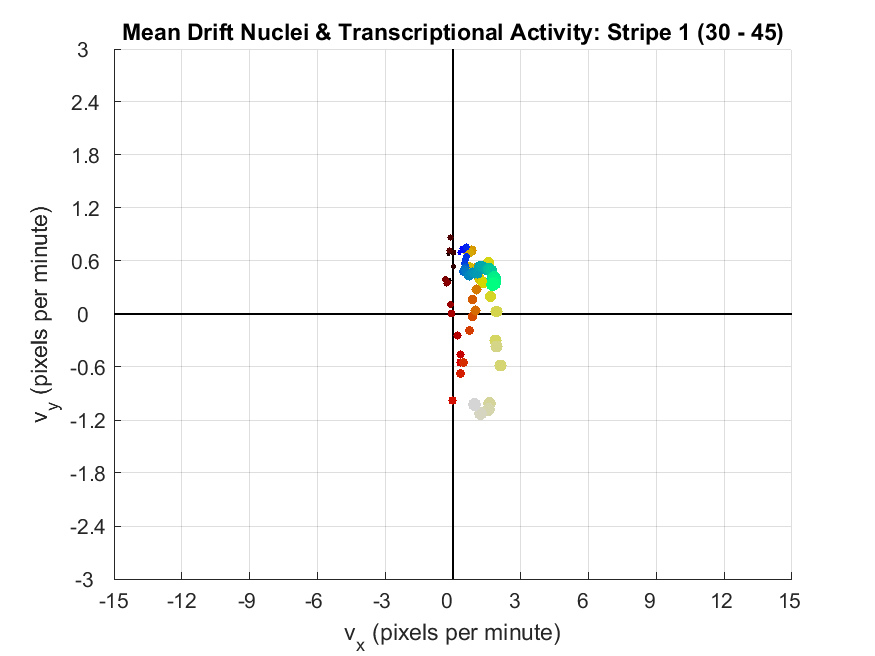 Mean Drift Nuclei & Transcriptional Activity: Stripe 1 (30 - 45)
3
2.4
1.8
1.2
0.6
0
-0.6
-1.2
-1.8
-2.4
-3
v_y (pixels per minute)
-15 -12 -9 -6 -3 0 3 6 9 12 15
v_x (pixels per minute)